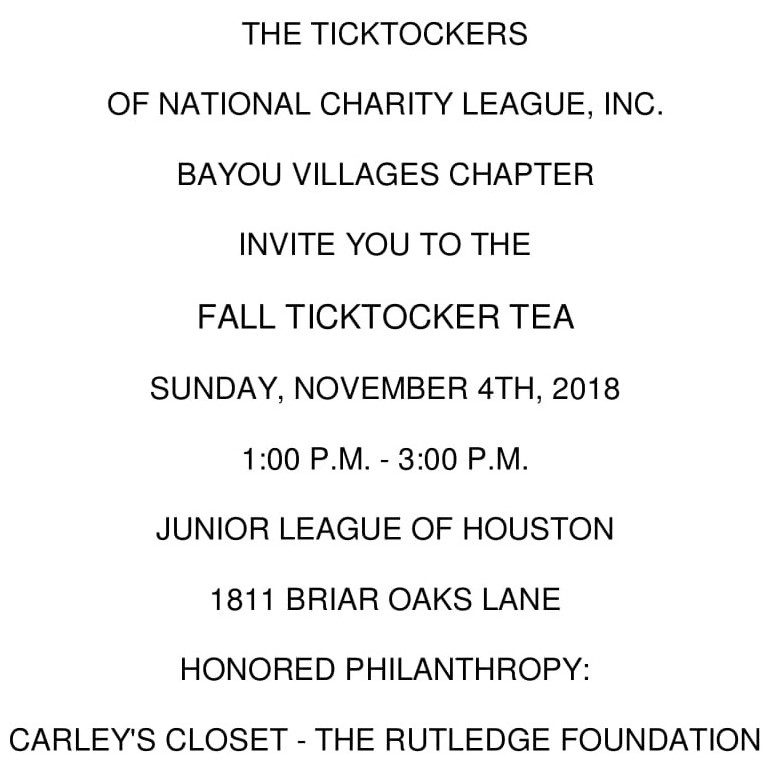 THE TICKTOCKERS
OF NATIONAL CHARITY LEAGUE, INC.
BAYOU VILLAGES CHAPTER
INVITE YOU TO THE
FALL TICKTOCKER TEA
SUNDAY, NOVEMBER 4TH, 2018
1:00 P.M. - 3:00 P.M.
JUNIOR LEAGUE OF HOUSTON
1811 BRIAR OAKS LANE
HONORED PHILANTHROPY:
CARLEY'S CLOSET - THE RUTLEDGE FOUNDATION